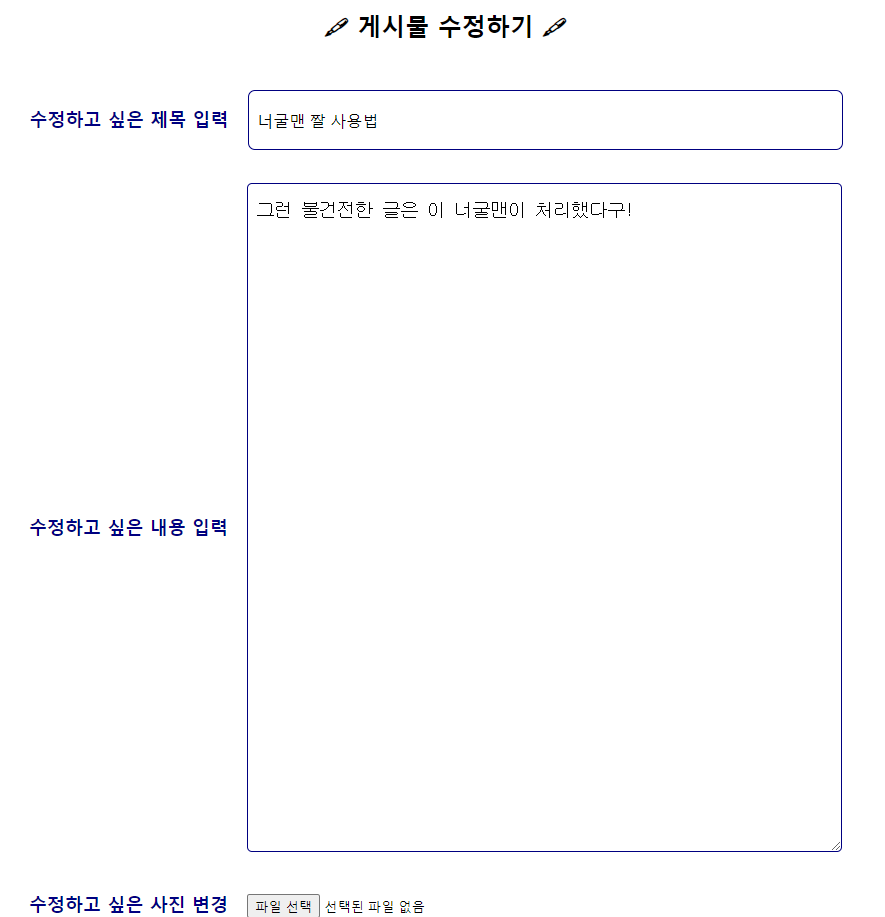 🖋 게시물 수정하기 🖋
수정하고 싶은 제목 입력
너굴맨 짤 사용법
그런 불건전한 글은 이 너굴맨이 처리했다구!
수정하고 싶은 내용 입력
수정하고 싶은 사진 변경
파일 선택 선택된 파일 없음